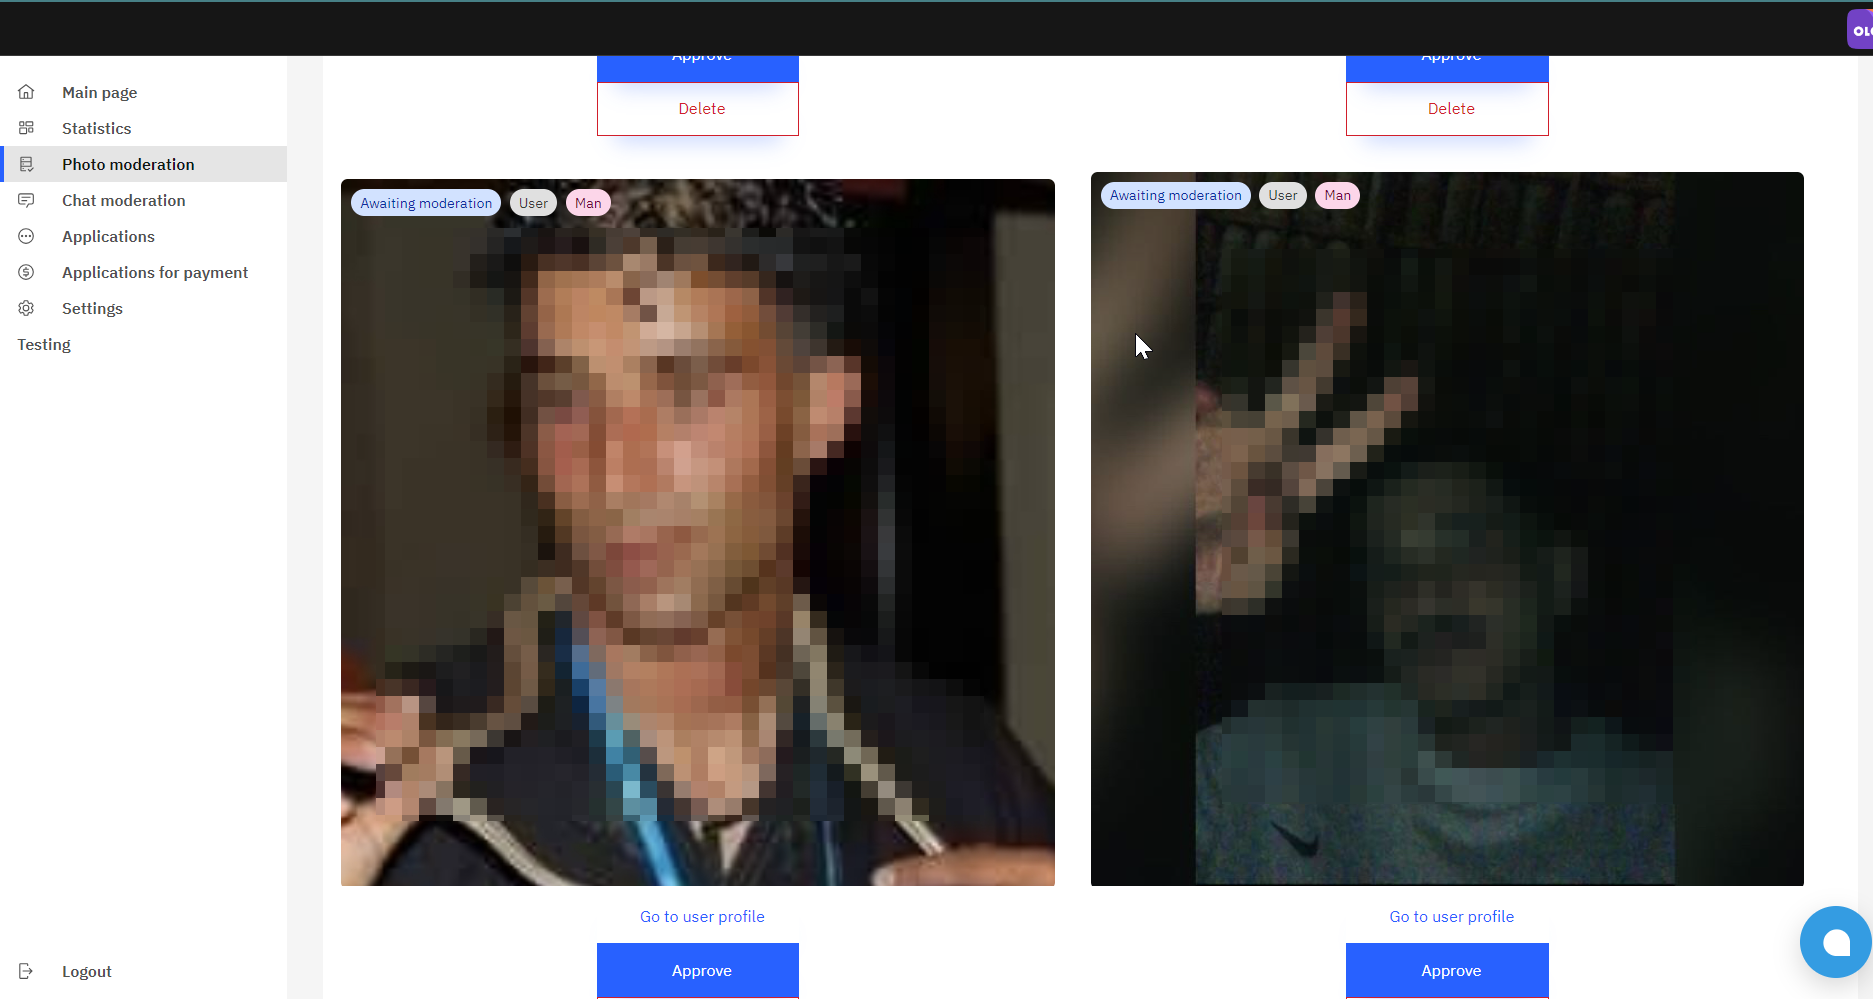 Approve
Approve
Delete
Delete
Main page
Statistics
Photo moderation
Chat moderation
Applications
Applications for payment
Settings
Testing
Logout
Awaiting moderation User Man
Awaiting moderation User Man
Go to user profile
Go to user profile
Approve
Approve